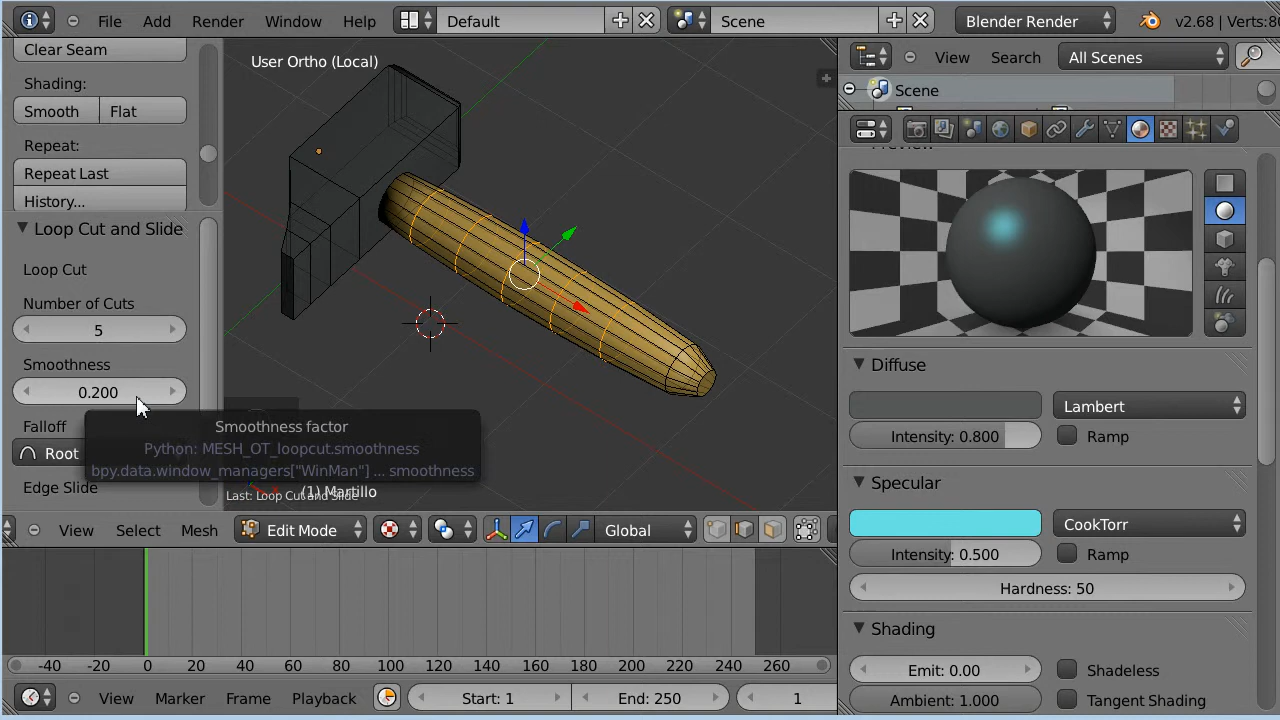 File Add Render Window Help Default Scene Blender Render v2.68 | Verts:80
Clear Seam
Shading:
Smooth Flat
Repeat:
Repeat Last
History...
Loop Cut and Slide
Loop Cut
Number of Cuts
5
Smoothness
0.200
Falloff
Root
Edge Slide
User Ortho (Local)
Smoothness factor
Python: MESH_OT_loopcut.smoothness
bpy.data.window_managers["WinMan"] ... smoothness
Last: Loop Cut and Slide
(1) Martillo
View Select Mesh Edit Mode Global
-40 -20 0 20 40 60 80 100 120 140 160 180 200 220 240 260
View Marker Frame Playback Start: 1 End: 250 1
View Search All Scenes
Scene
Preview
Diffuse
Lambert
Intensity: 0.800 Ramp
Specular
CookTorr
Intensity: 0.500 Ramp
Hardness: 50
Shading
Emit: 0.00 Shadeless
Ambient: 1.000 Tangent Shading